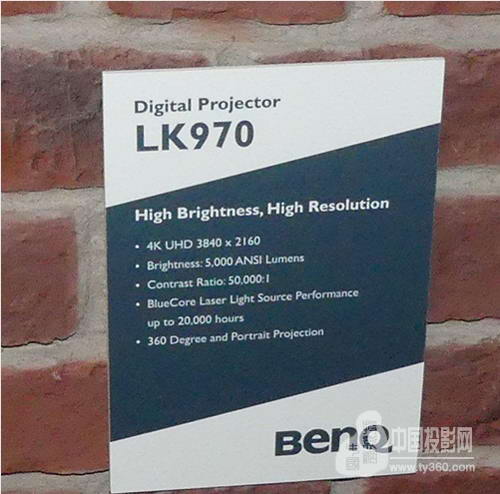 Digital Projector
LK970
High Brightness, High Resolution
• 4K UHD 3840 x 2160
• Brightness: 5,000 ANSI Lumens
• Contrast Ratio: 50,000:1
• BlueCore Laser Light Source Performance
up to 20,000 hours
• 360 Degree and Portrait Projection
BenQ
中国投影网
www.ty360.com